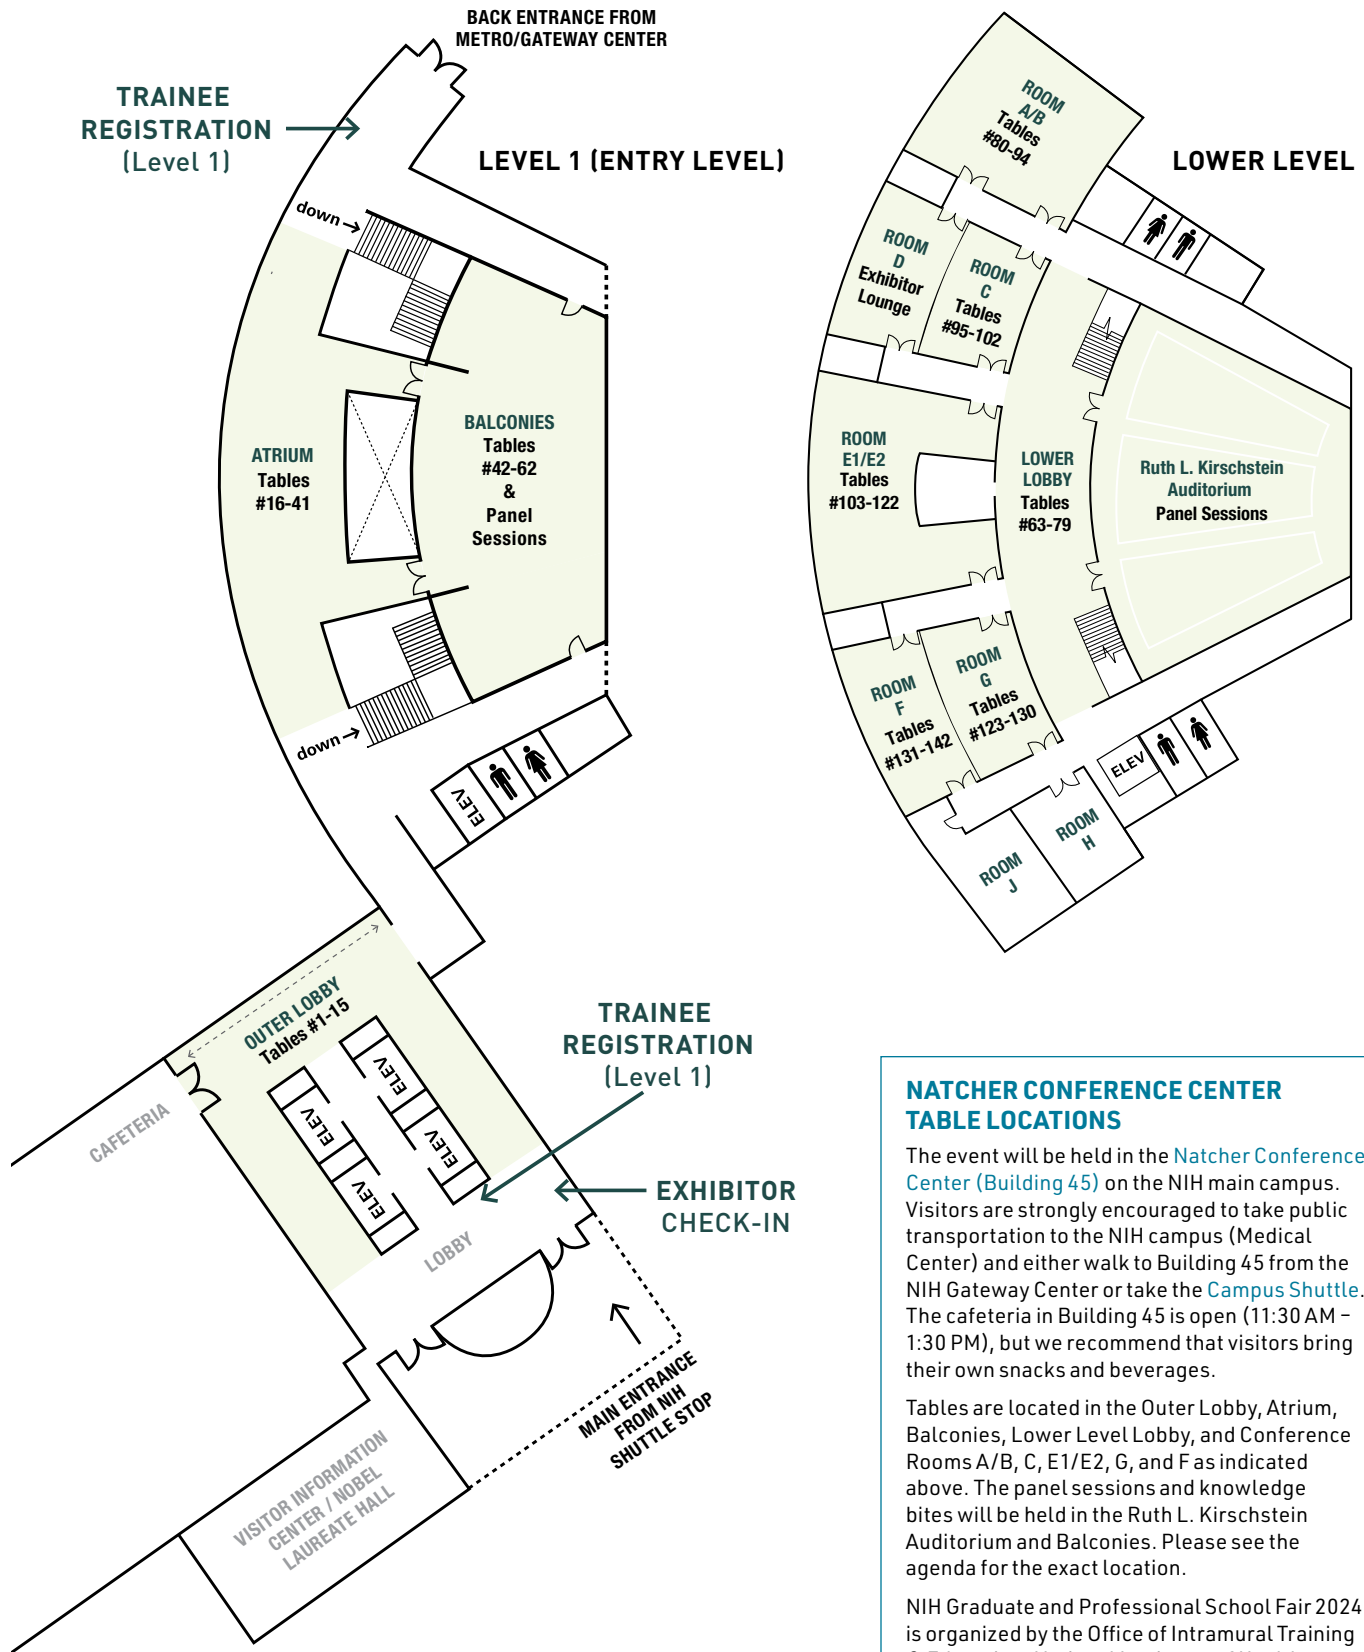 BACK ENTRANCE FROM
METRO/GATEWAY CENTER
TRAINEE
REGISTRATION
(Level 1)
LEVEL 1 (ENTRY LEVEL)
down
ATRIUM
Tables
#16-41
BALCONIES
Tables
#42-62
&
Panel
Sessions
down
ELEV
OUTER LOBBY
Tables #1-15
ELEV
ELEV
ELEV
ELEV
CAFETERIA
LOBBY
TRAINEE
REGISTRATION
(Level 1)
EXHIBITOR
CHECK-IN
MAIN ENTRANCE
FROM NIH
SHUTTLE STOP
VISITOR INFORMATION
CENTER / NOBEL
LAUREATE HALL
LOWER LEVEL
ROOM
A/B
Tables
#80-94
ROOM
D
Exhibitor
Lounge
ROOM
C
Tables
#95-102
ROOM
E1/E2
Tables
#103-122
LOWER
LOBBY
Tables
#63-79
Ruth L. Kirschstein
Auditorium
Panel Sessions
ROOM
F
Tables
#131-142
ROOM
G
Tables
#123-130
ELEV
ROOM
H
ROOM
J
NATCHER CONFERENCE CENTER
TABLE LOCATIONS
The event will be held in the Natcher Conference
Center (Building 45) on the NIH main campus.
Visitors are strongly encouraged to take public
transportation to the NIH campus (Medical
Center) and either walk to Building 45 from the
NIH Gateway Center or take the Campus Shuttle.
The cafeteria in Building 45 is open (11:30 AM –
1:30 PM), but we recommend that visitors bring
their own snacks and beverages.
Tables are located in the Outer Lobby, Atrium,
Balconies, Lower Level Lobby, and Conference
Rooms A/B, C, E1/E2, G, and F as indicated
above. The panel sessions and knowledge
bites will be held in the Ruth L. Kirschstein
Auditorium and Balconies. Please see the
agenda for the exact location.
NIH Graduate and Professional School Fair 2024
is organized by the Office of Intramural Training